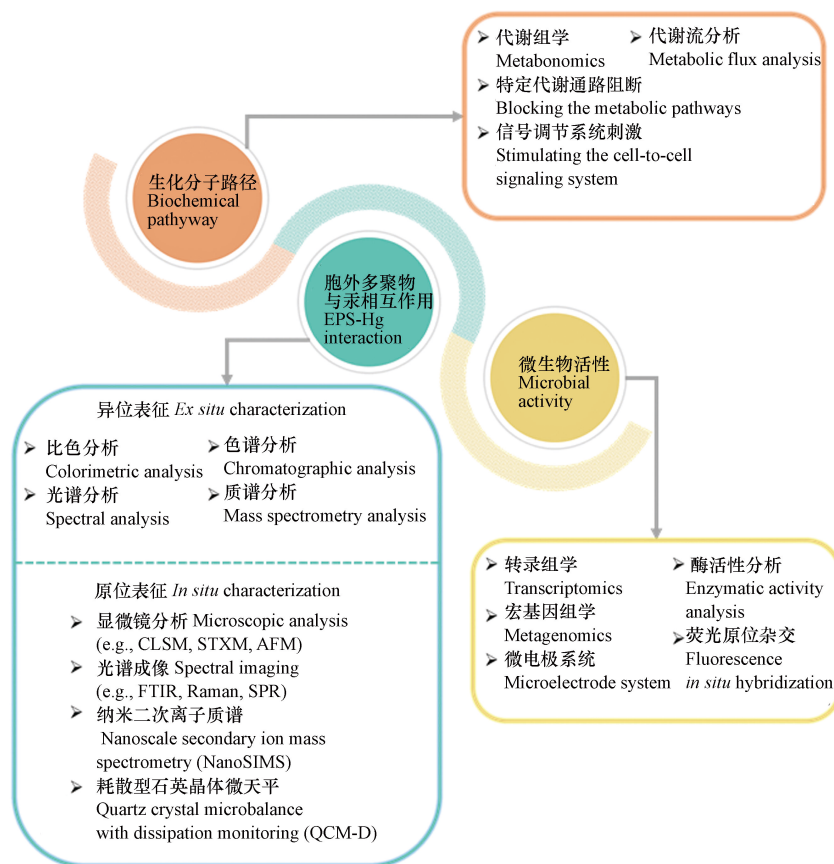 代谢组学
Metabonomics
代谢流分析
Metabolic flux analysis
特定代谢通路阻断
Blocking the metabolic pathways
信号调节系统刺激
Stimulating the cell-to-cell
signaling system
生化分子路径
Biochemical
pathyway
胞外多聚物
与汞相互作用
EPS-Hg
interaction
微生物活性
Microbial
activity
异位表征 Ex situ characterization
比色分析
Colorimetric analysis
色谱分析
Chromatographic analysis
光谱分析
Spectral analysis
质谱分析
Mass spectrometry analysis
原位表征 In situ characterization
显微镜分析 Microscopic analysis
(e.g., CLSM, STXM, AFM)
光谱成像 Spectral imaging
(e.g., FTIR, Raman, SPR)
纳米二次离子质谱
Nanoscale secondary ion mass
spectrometry (NanoSIMS)
耗散型石英晶体微天平
Quartz crystal microbalance
with dissipation monitoring (QCM-D)
转录组学
Transcriptomics
宏基因组学
Metagenomics
微电极系统
Microelectrode system
酶活性分析
Enzymatic activity
analysis
荧光原位杂交
Fluorescence
in situ hybridization